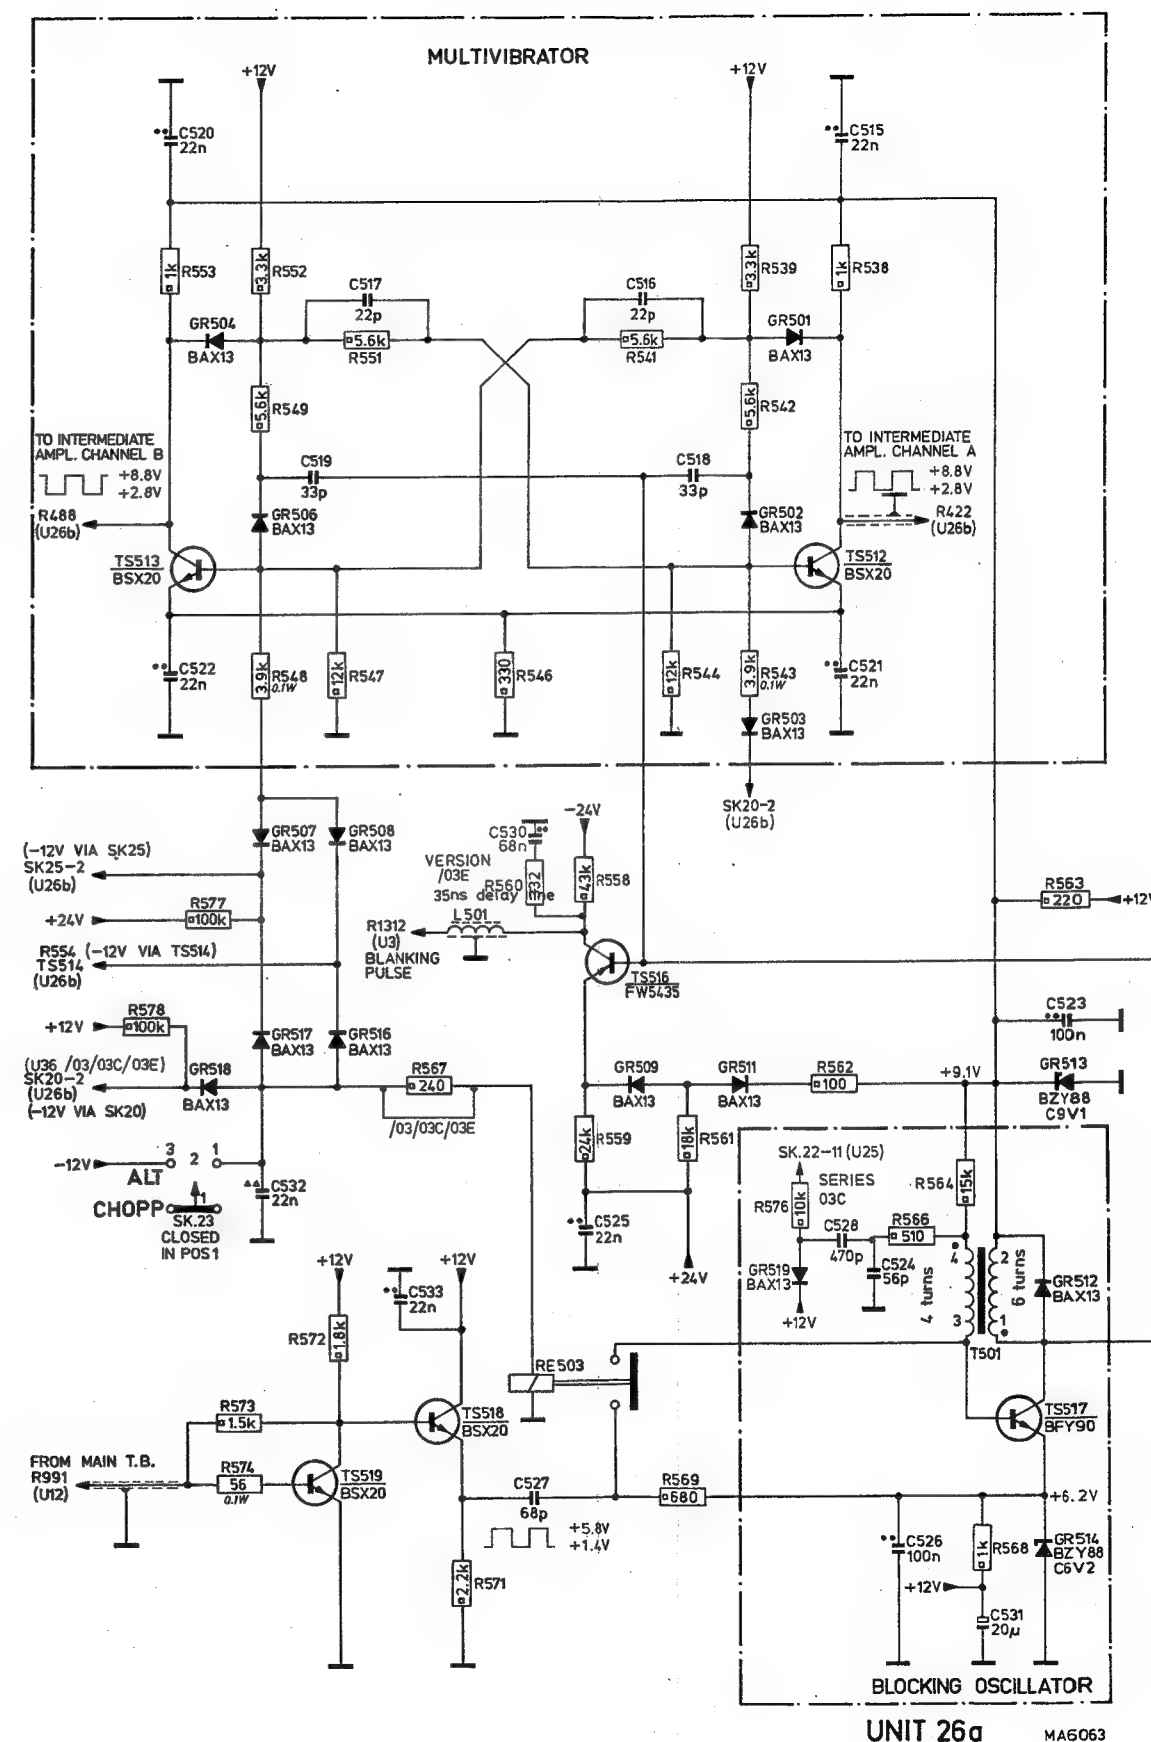 MULTIVIBRATOR
+12V
+12V
C520
22n
C515
22n
R553
1k
R552
3.3k
C517
22p
C516
22p
R539
3.3k
R538
1k
GR504
BAX13
5.6k
R551
5.6k
R541
GR501
BAX13
R549
5.6k
R542
5.6k
TO INTERMEDIATE
AMPL. CHANNEL B
+8.8V
+2.8V
R488
(U26b)
C519
33p
C518
33p
TO INTERMEDIATE
AMPL. CHANNEL A
+8.8V
+2.8V
R422
(U26b)
GR506
BAX13
GR502
BAX13
TS513
BSX20
TS512
BSX20
C522
22n
3.9k
R548
0.1W
12k
R547
330
R546
12k
R544
3.9k
R543
0.1W
C521
22n
GR503
BAX13
SK20-2
(U26b)
GR507
BAX13
GR508
BAX13
(-12V VIA SK25)
SK25-2
(U26b)
R577
+24V
100k
R554 (-12V VIA TS514)
TS514
(U26b)
R578
+12V
100k
-24V
C530
68n
VERSION
/03E
R560
332
35ns delay line
L501
43k
R558
R1312
(U3)
BLANKING
PULSE
TS516
FW5435
R563
220
+12V
C523
100n
GR517
BAX13
GR516
BAX13
(U36 /03/03C/03E)
SK20-2
(U26b)
(-12V VIA SK20)
GR518
BAX13
R567
240
/03/03C/03E
GR509
BAX13
GR511
BAX13
R562
100
+9.1V
GR513
BZY88
C9V1
24k
R559
18k
R561
-12V
3
2
1
ALT
CHOPP
1
SK.23
CLOSED
IN POS1
C532
22n
C525
22n
+24V
SK.22-11 (U25)
R576
10k
SERIES
03C
C528
470p
R566
510
R564
15k
C524
56p
GR519
BAX13
+12V
4
3
4 turns
2
1
6 turns
T501
GR512
BAX13
+12V
C533
22n
+12V
R572
1.8k
RE503
TS517
BFY90
R573
1.5k
TS518
BSX20
FROM MAIN T.B.
R991
(U12)
R574
56
0.1W
TS519
BSX20
C527
68p
+5.8V
+1.4V
R569
680
+6.2V
2.2k
R571
C526
100n
1k
R568
+12V
C531
20µ
GR514
BZY88
C6V2
BLOCKING OSCILLATOR
UNIT 26a
MA6063